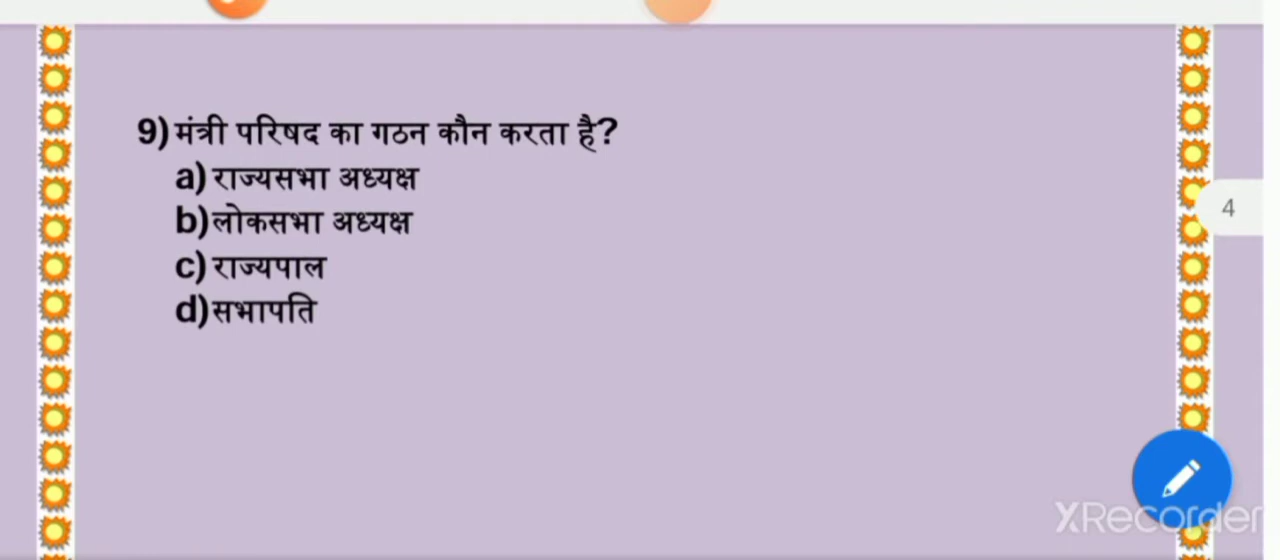 9) मंत्री परिषद का गठन कौन करता है?
a) राज्यसभा अध्यक्ष
b)लोकसभा अध्यक्ष
c) राज्यपाल
d)सभापति
4
XRecorder